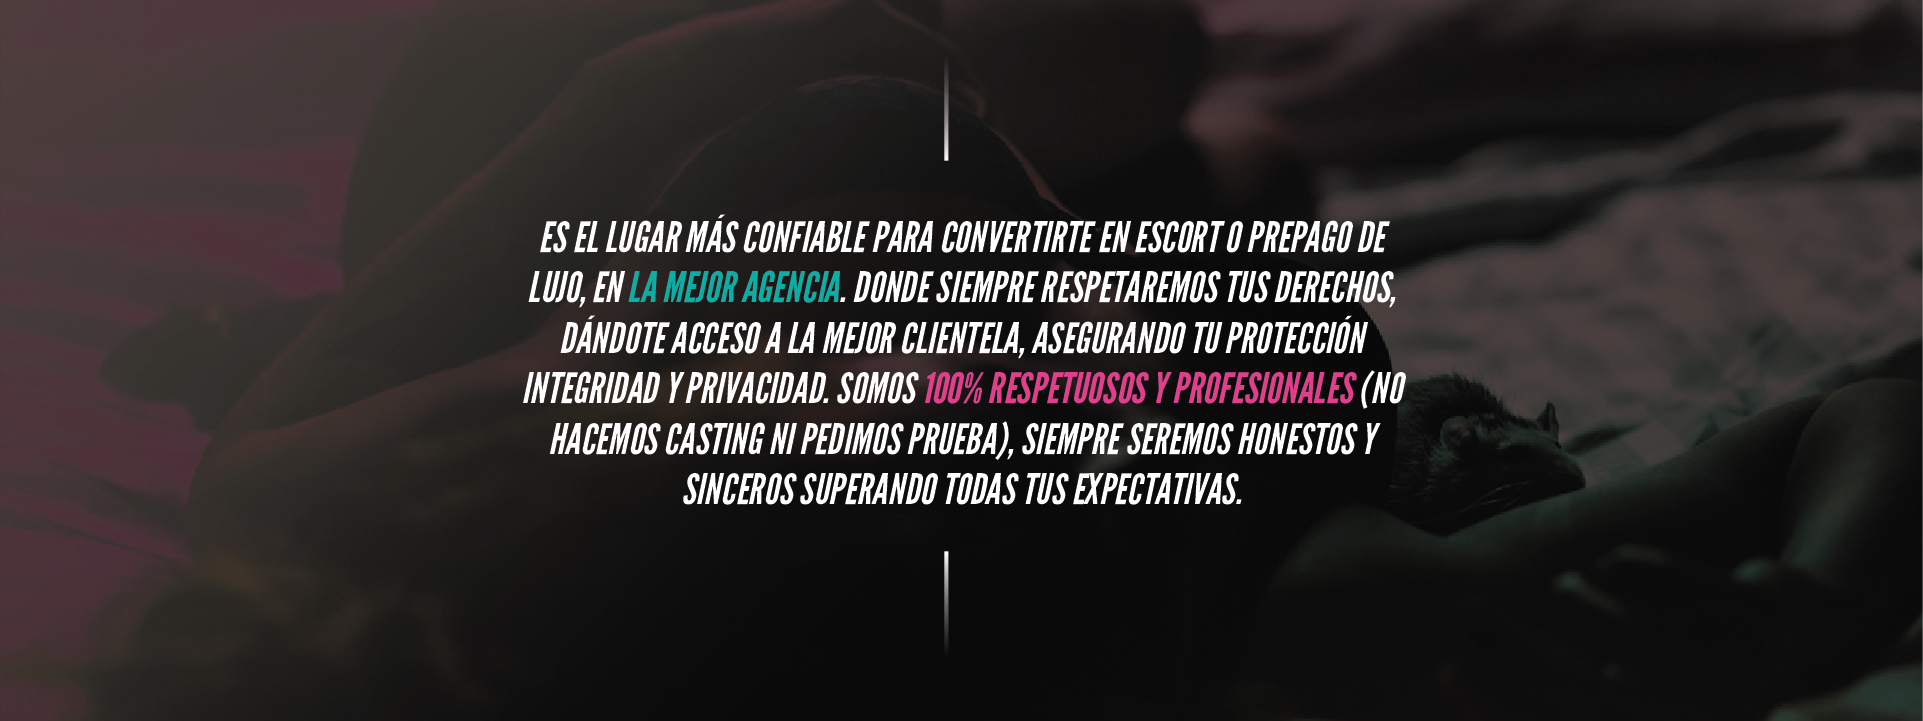 ES EL LUGAR MÁS CONFIABLE PARA CONVERTIRTE EN ESCORT O PREPAGO DE
LUJO, EN LA MEJOR AGENCIA. DONDE SIEMPRE RESPETAREMOS TUS DERECHOS,
DÁNDOTE ACCESO A LA MEJOR CLIENTELA, ASEGURANDO TU PROTECCIÓN
INTEGRIDAD Y PRIVACIDAD. SOMOS 100% RESPETUOSOS Y PROFESIONALES (NO
HACEMOS CASTING NI PEDIMOS PRUEBA), SIEMPRE SEREMOS HONESTOS Y
SINCEROS SUPERANDO TODAS TUS EXPECTATIVAS.